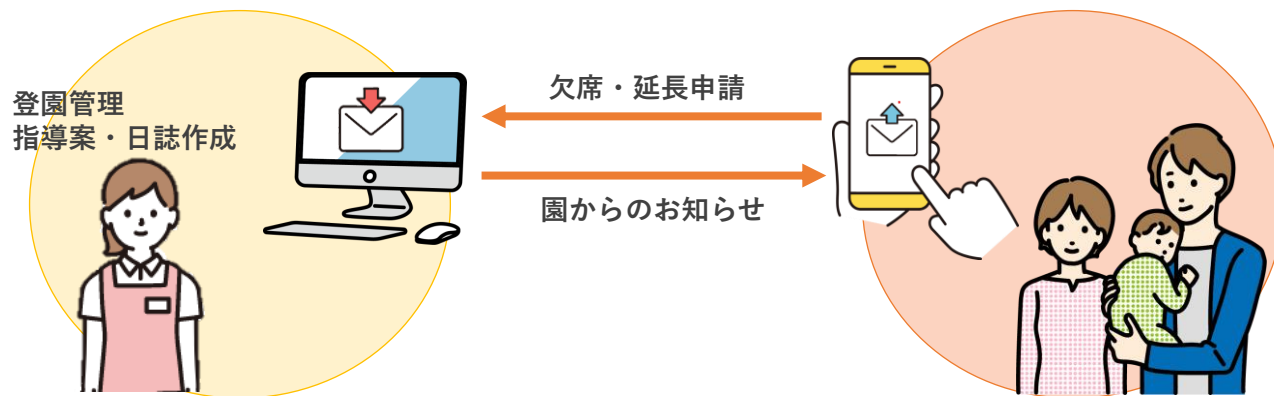 登園管理
指導案・日誌作成
欠席・延長申請
園からのお知らせ